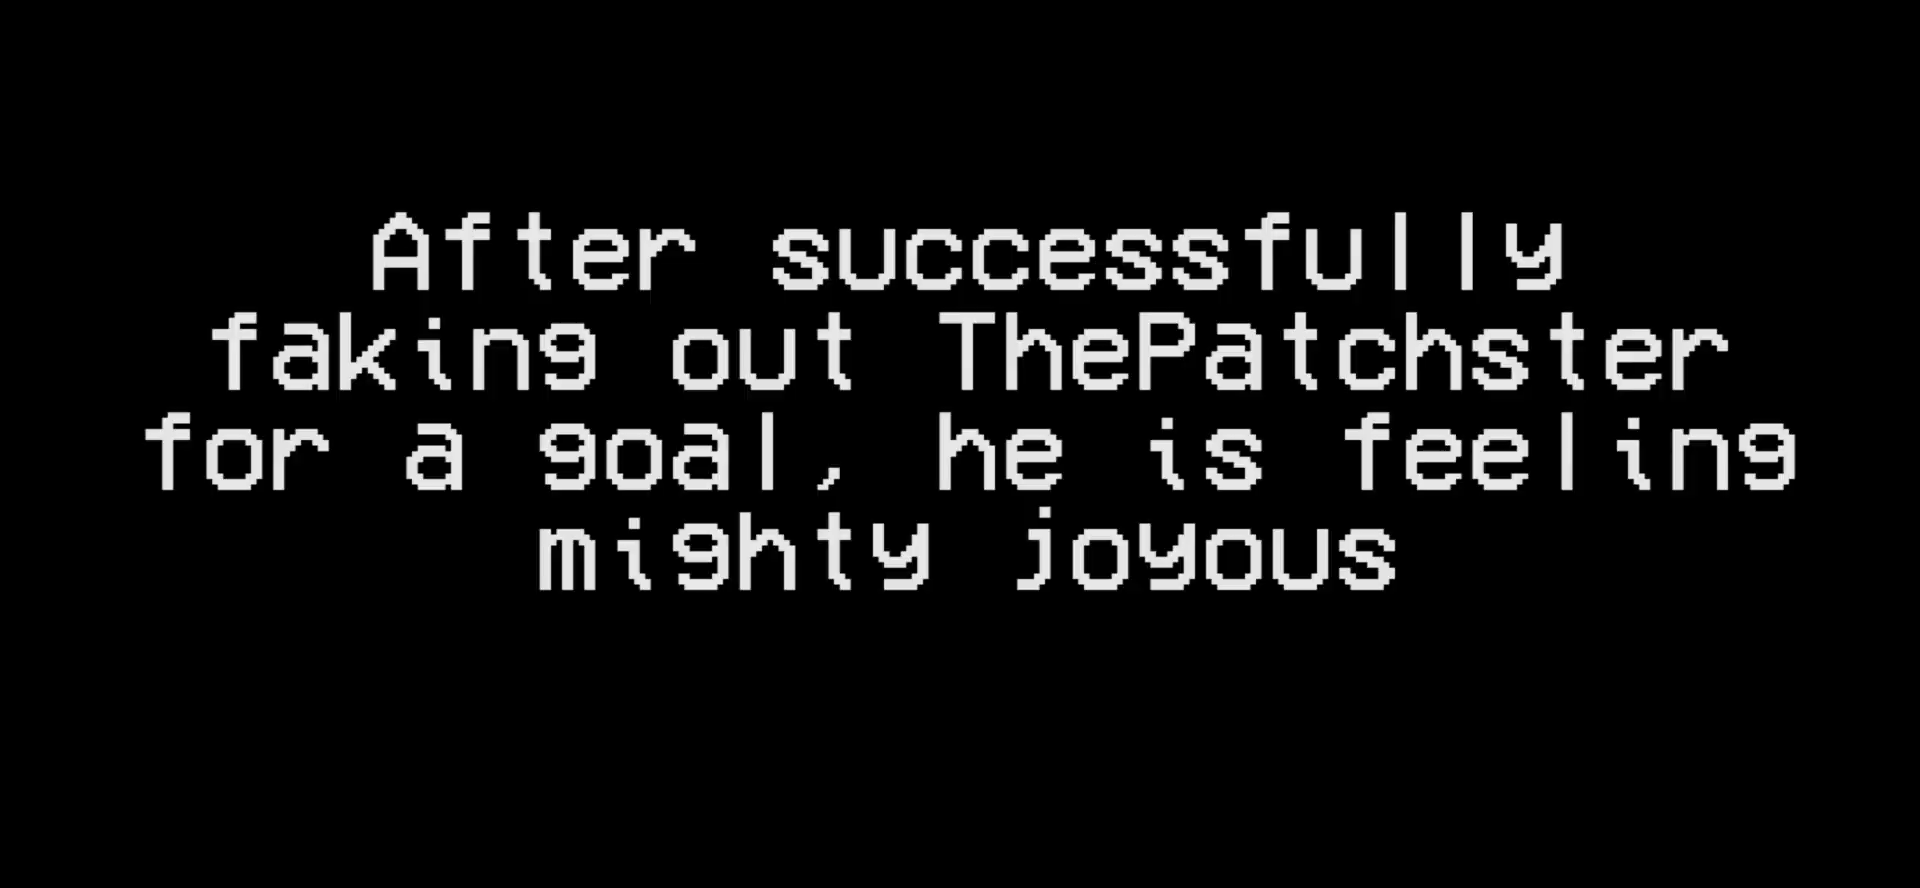 After successfully
faking out ThePatchster
for a goal, he is feeling
mighty joyous